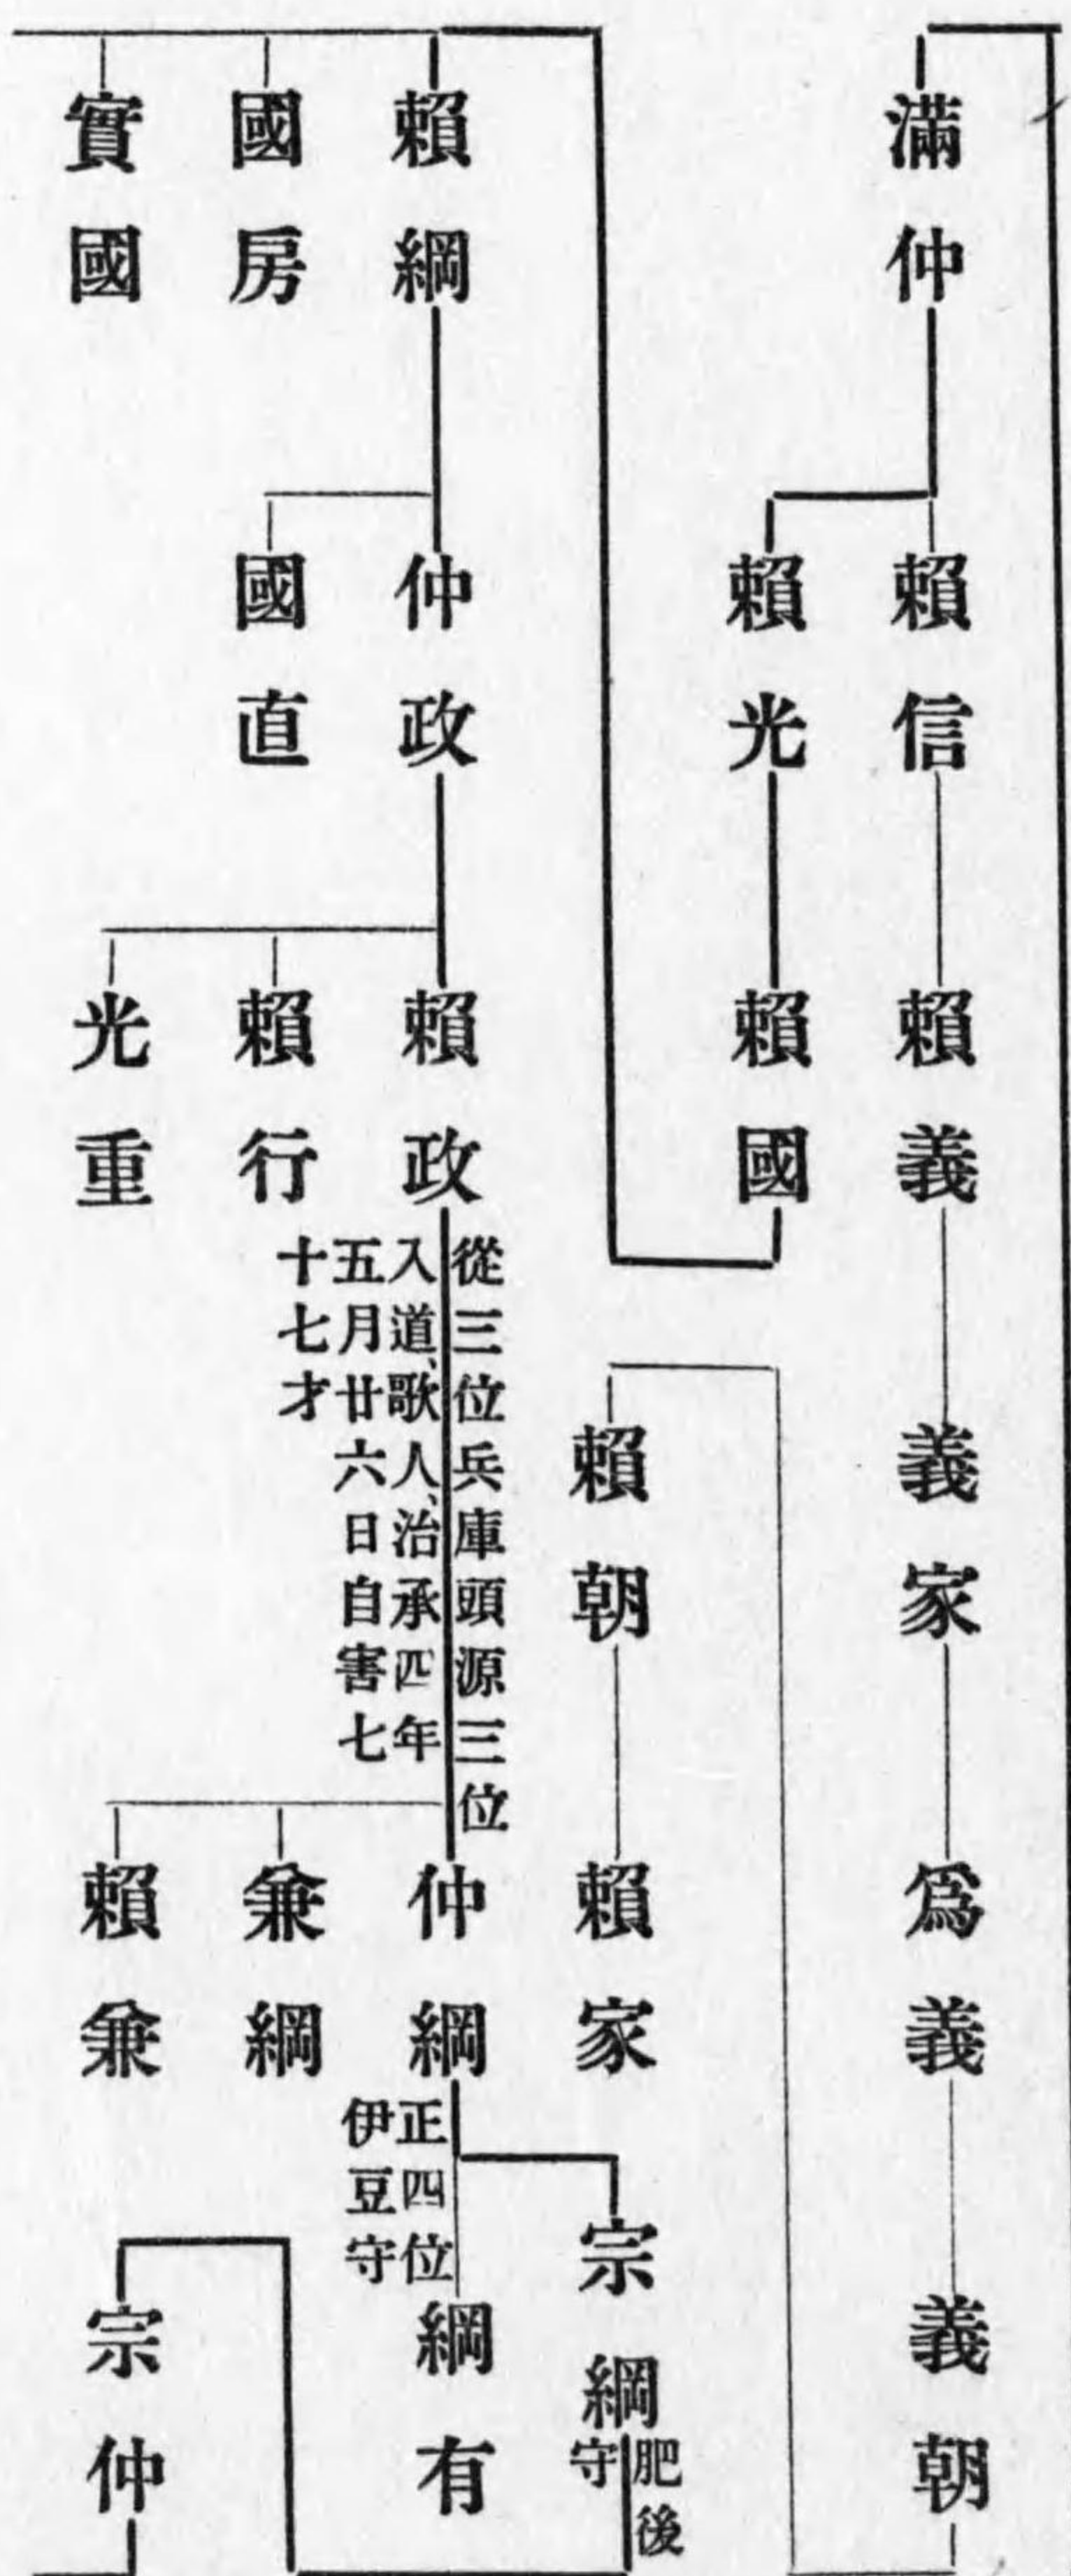 滿仲
賴信
賴義
義家
爲義
義朝
賴光
賴國
賴朝
賴家
宗綱
肥後
守
賴綱
仲政
賴政
從三位兵庫頭源三位
入道、歌人、治承四年
五月廿六日自害七
十七才
仲綱
正四位
伊豆守
綱有
國房
國直
賴行
兼綱
實國
光重
賴兼
宗仲